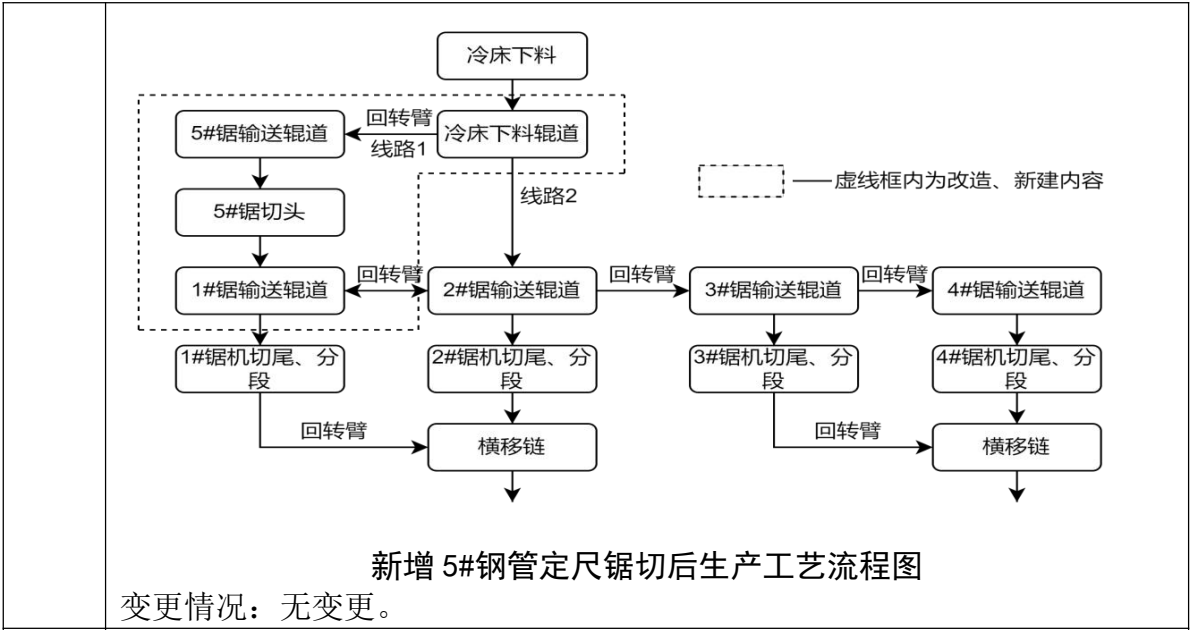 冷床下料
回转臂
5#锯输送辊道
冷床下料辊道
线路1
虚线框内为改造、新建内容
线路2
5#锯切头
回转臂
回转臂
回转臂
1#锯输送辊道
2#锯输送辊道
3#锯输送辊道
4#锯输送辊道
1#锯机切尾、分
段
2#锯机切尾、分
段
3#锯机切尾、分
段
4#锯机切尾、分
段
回转臂
横移链
回转臂
横移链
新增 5#钢管定尺锯切后生产工艺流程图
变更情况：无变更。